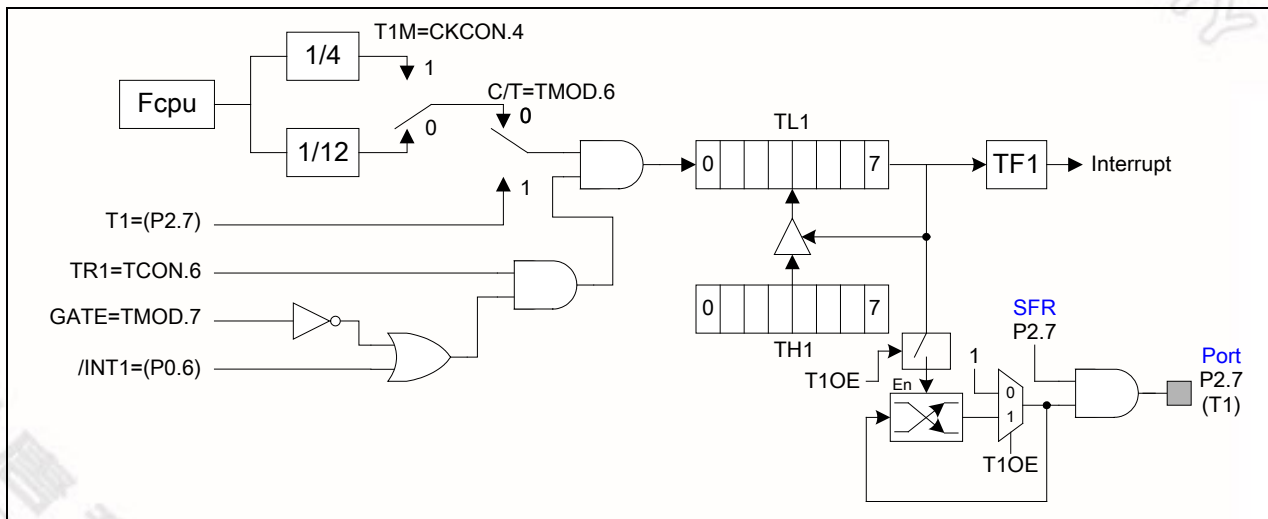 T1M=CKCON.4
1/4
1
Fcpu
C/T=TMOD.6
0
0
1/12
1
T1=(P2.7)
TR1=TCON.6
GATE=TMOD.7
/INT1=(P0.6)
TL1
0 7
TF1
Interrupt
0 7
TH1
T1OE
En
1
0
1
T1OE
SFR
P2.7
Port
P2.7
(T1)